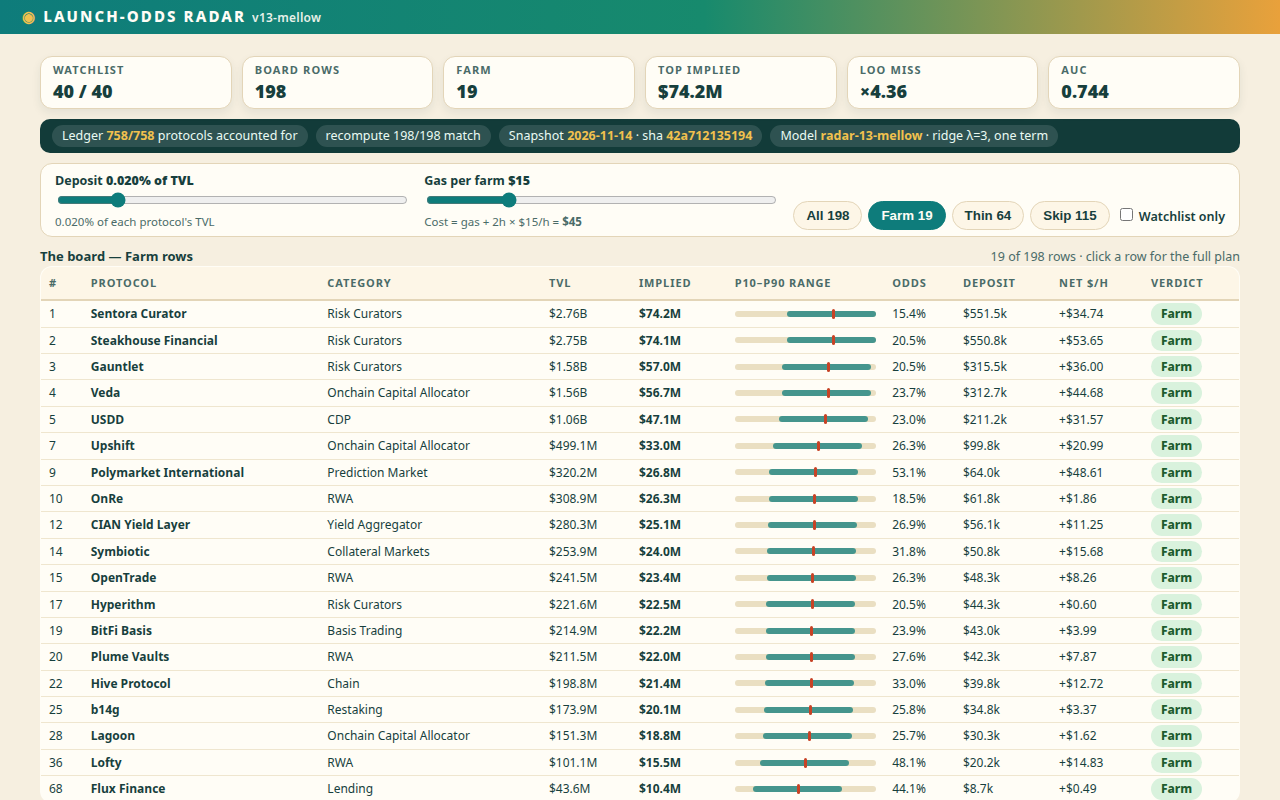 ◉ LAUNCH-ODDS RADAR v13-mellow
WATCHLIST BOARD ROWS FARM TOP IMPLIED LOO MISS AUC
40 / 40 198 19 $74.2M ×4.36 0.744
Ledger 758/758 protocols accounted for recompute 198/198 match Snapshot 2026-11-14 · sha 42a712135194 Model radar-13-mellow · ridge λ=3, one term
Deposit 0.020% of TVL Gas per farm $15
All 198 Farm 19 Thin 64 Skip 115 Watchlist only
0.020% of each protocol's TVL Cost = gas + 2h × $15/h = $45
The board — Farm rows 19 of 198 rows · click a row for the full plan
# PROTOCOL CATEGORY TVL IMPLIED P10–P90 RANGE ODDS DEPOSIT NET $/H VERDICT
1 Sentora Curator Risk Curators $2.76B $74.2M 15.4% $551.5k +$34.74 Farm
2 Steakhouse Financial Risk Curators $2.75B $74.1M 20.5% $550.8k +$53.65 Farm
3 Gauntlet Risk Curators $1.58B $57.0M 20.5% $315.5k +$36.00 Farm
4 Veda Onchain Capital Allocator $1.56B $56.7M 23.7% $312.7k +$44.68 Farm
5 USDD CDP $1.06B $47.1M 23.0% $211.2k +$31.57 Farm
7 Upshift Onchain Capital Allocator $499.1M $33.0M 26.3% $99.8k +$20.99 Farm
9 Polymarket International Prediction Market $320.2M $26.8M 53.1% $64.0k +$48.61 Farm
10 OnRe RWA $308.9M $26.3M 18.5% $61.8k +$1.86 Farm
12 CIAN Yield Layer Yield Aggregator $280.3M $25.1M 26.9% $56.1k +$11.25 Farm
14 Symbiotic Collateral Markets $253.9M $24.0M 31.8% $50.8k +$15.68 Farm
15 OpenTrade RWA $241.5M $23.4M 26.3% $48.3k +$8.26 Farm
17 Hyperithm Risk Curators $221.6M $22.5M 20.5% $44.3k +$0.60 Farm
19 BitFi Basis Basis Trading $214.9M $22.2M 23.9% $43.0k +$3.99 Farm
20 Plume Vaults RWA $211.5M $22.0M 27.6% $42.3k +$7.87 Farm
22 Hive Protocol Chain $198.8M $21.4M 33.0% $39.8k +$12.72 Farm
25 b14g Restaking $173.9M $20.1M 25.8% $34.8k +$3.37 Farm
28 Lagoon Onchain Capital Allocator $151.3M $18.8M 25.7% $30.3k +$1.62 Farm
36 Lofty RWA $101.1M $15.5M 48.1% $20.2k +$14.83 Farm
68 Flux Finance Lending $43.6M $10.4M 44.1% $8.7k +$0.49 Farm